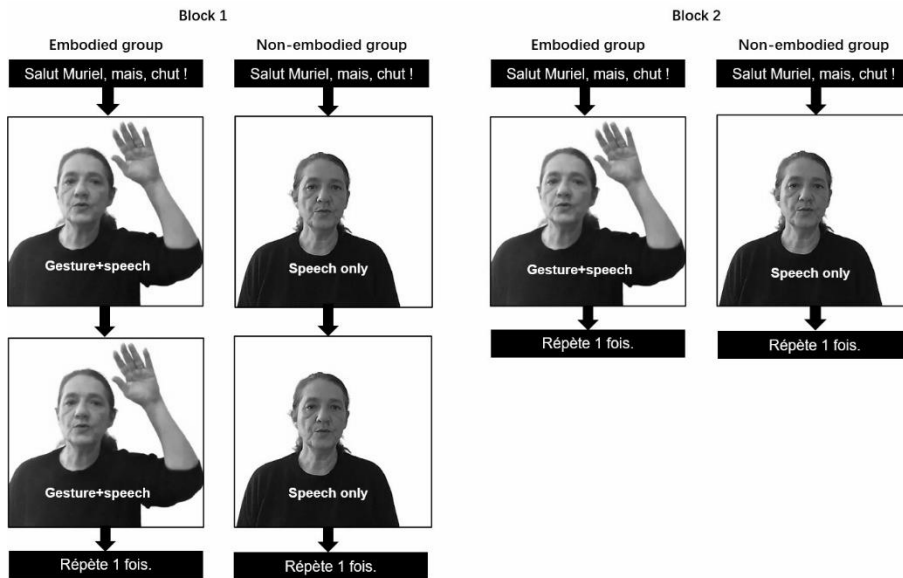 Block 1
Block 2
Embodied group
Non-embodied group
Embodied group
Non-embodied group
Salut Muriel, mais, chut !
Salut Muriel, mais, chut !
Salut Muriel, mais, chut !
Salut Muriel, mais, chut !
Gesture+speech
Speech only
Gesture+speech
Speech only
Répète 1 fois.
Répète 1 fois.
Gesture+speech
Speech only
Répète 1 fois.
Répète 1 fois.